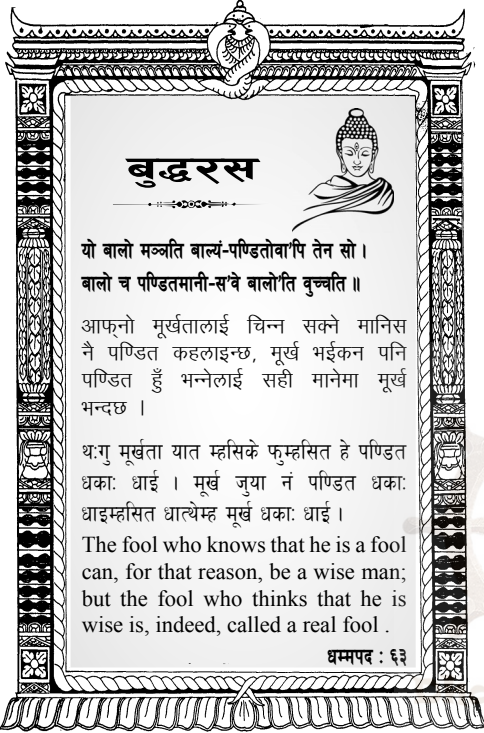 बुद्धरस
यो बालो मञ्ञति बाल्यं-पण्डितोवा'पि तेन सो ।
बालो च पण्डितमानी-स'वे बालो'ति वुच्चति ॥
आफ्नो मूर्खतालाई चिन्न सक्ने मानिस
नै पण्डित कहलाइन्छ, मूर्ख भईकन पनि
पण्डित हुँ भन्नेलाई सही मानेमा मूर्ख
भन्दछ ।
थःगु मूर्खता यात म्हसिके फुम्हसित हे पण्डित
धकाः धाई । मूर्ख जुया नं पण्डित धकाः
धाइम्हसित धात्थेम्ह मूर्ख धकाः धाई ।
The fool who knows that he is a fool
can, for that reason, be a wise man;
but the fool who thinks that he is
wise is, indeed, called a real fool .
धम्मपद : ६३